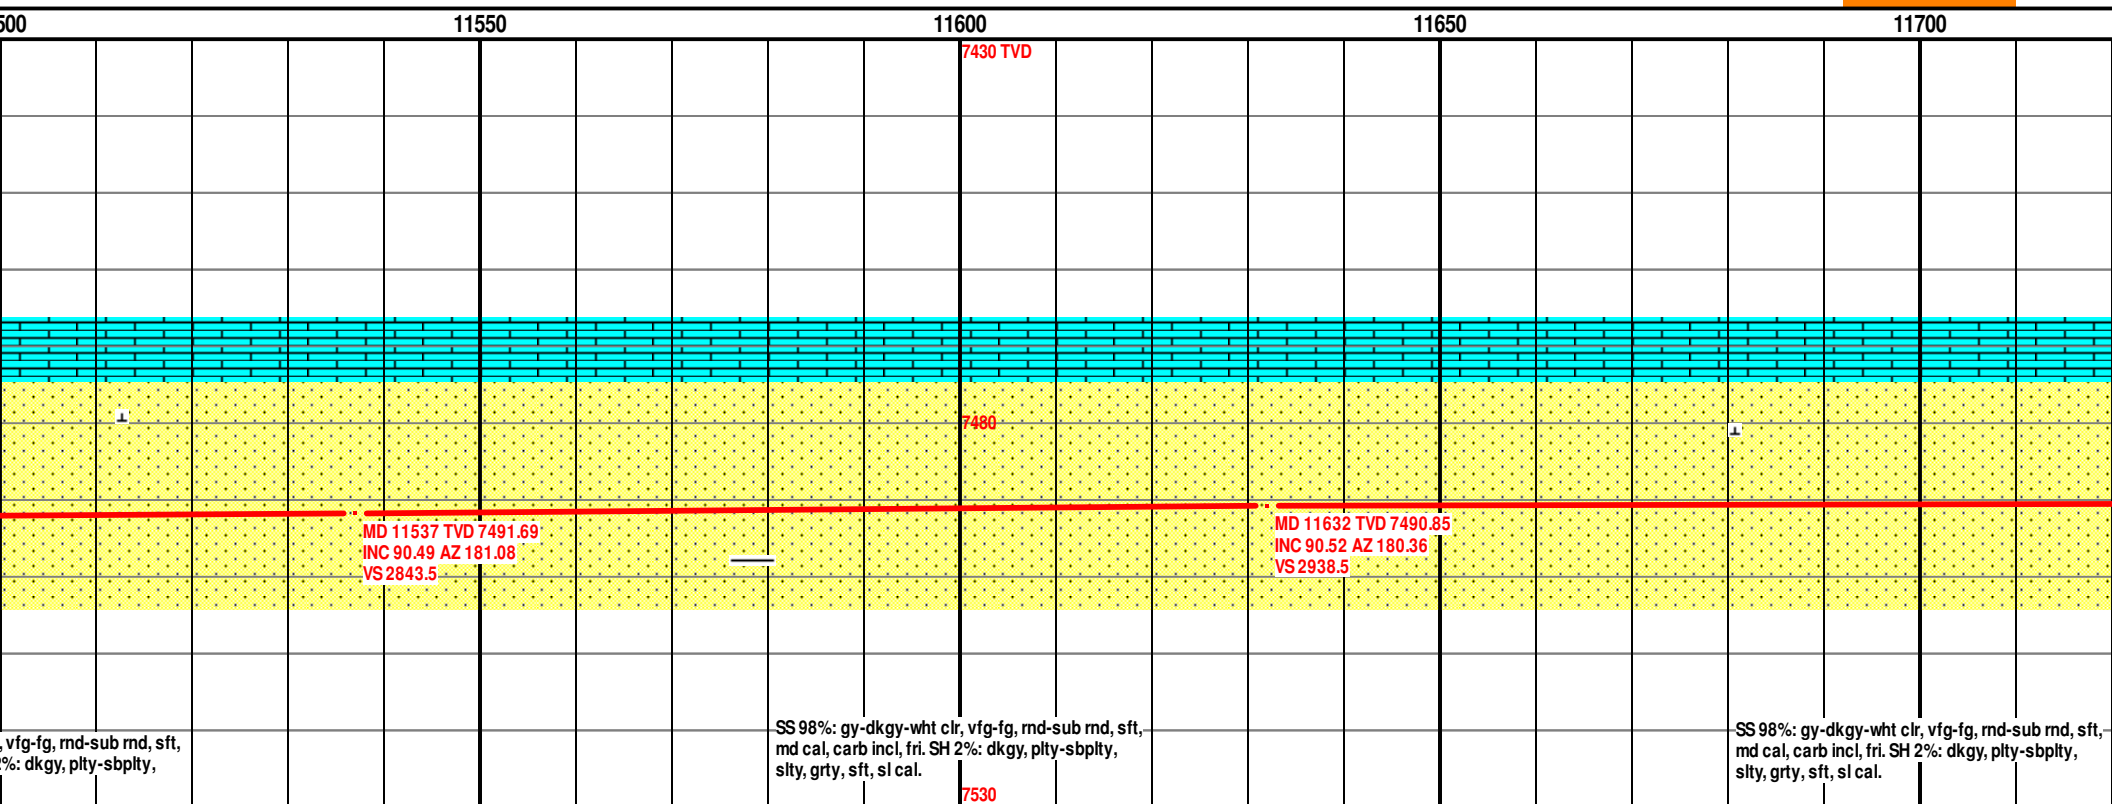 500 11550 11600 11650 11700
7430 TVD
7480
MD 11537 TVD 7491.69
INC 90.49 AZ 181.08
VS 2843.5
MD 11632 TVD 7490.85
INC 90.52 AZ 180.36
VS 2938.5
, vfg-fg, rnd-sub rnd, sft,
2%: dkgy, plty-sbplty,
SS 98%: gy-dkgy-wht clr, vfg-fg, rnd-sub rnd, sft,
md cal, carb incl, fri. SH 2%: dkgy, plty-sbplty,
slty, grty, sft, sl cal.
SS 98%: gy-dkgy-wht clr, vfg-fg, rnd-sub rnd, sft,
md cal, carb incl, fri. SH 2%: dkgy, plty-sbplty,
slty, grty, sft, sl cal.
7530